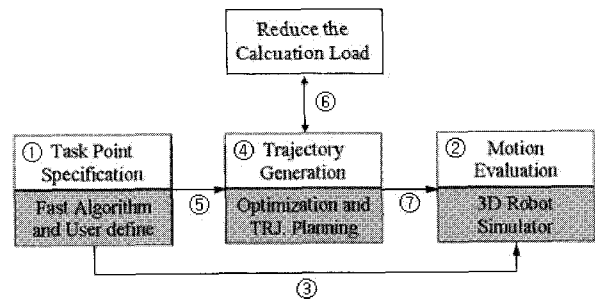 Reduce the
Calcuation Load
⑥
① Task Point
Specification
Fast Algorithm
and User define
⑤
④ Trajectory
Generation
Optimization and
TRJ. Planning
⑦
② Motion
Evaluation
3D Robot
Simulator
③